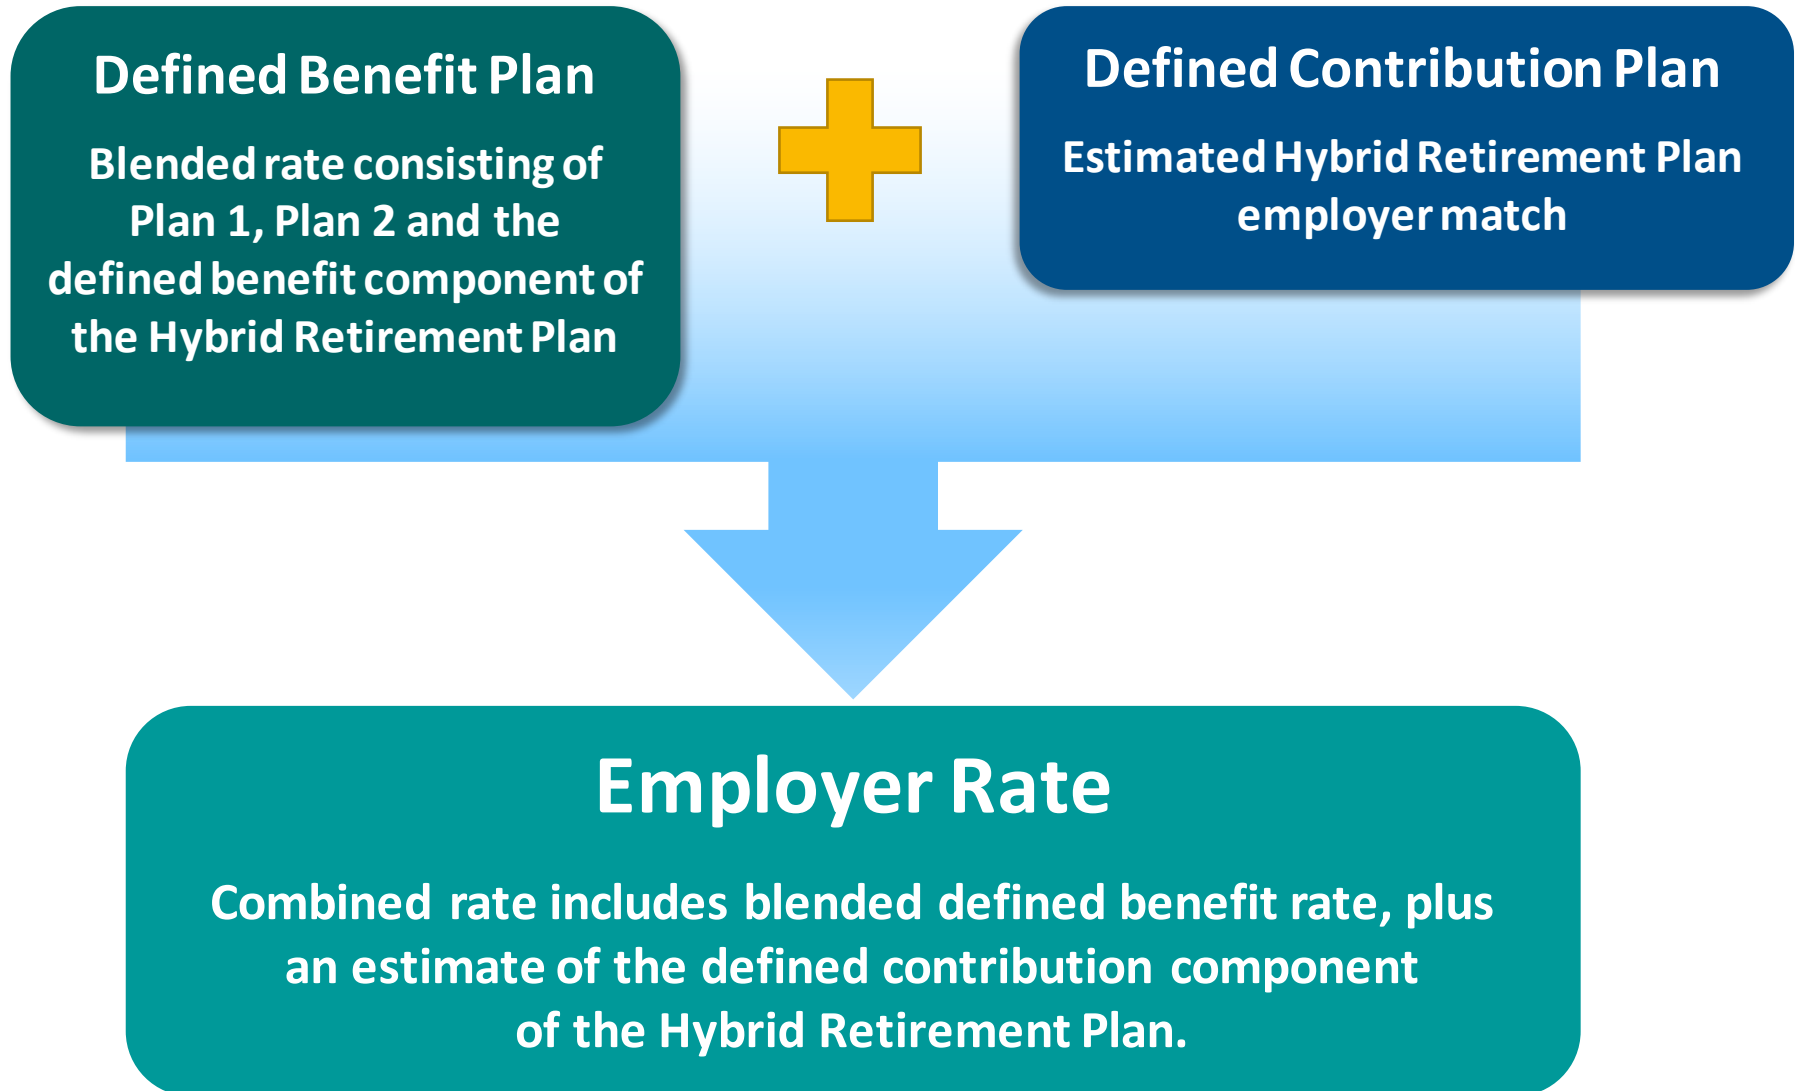 Defined Benefit Plan
Blended rate consisting of
Plan 1, Plan 2 and the
defined benefit component of
the Hybrid Retirement Plan
Defined Contribution Plan
Estimated Hybrid Retirement Plan
employer match
Employer Rate
Combined rate includes blended defined benefit rate, plus
an estimate of the defined contribution component
of the Hybrid Retirement Plan.